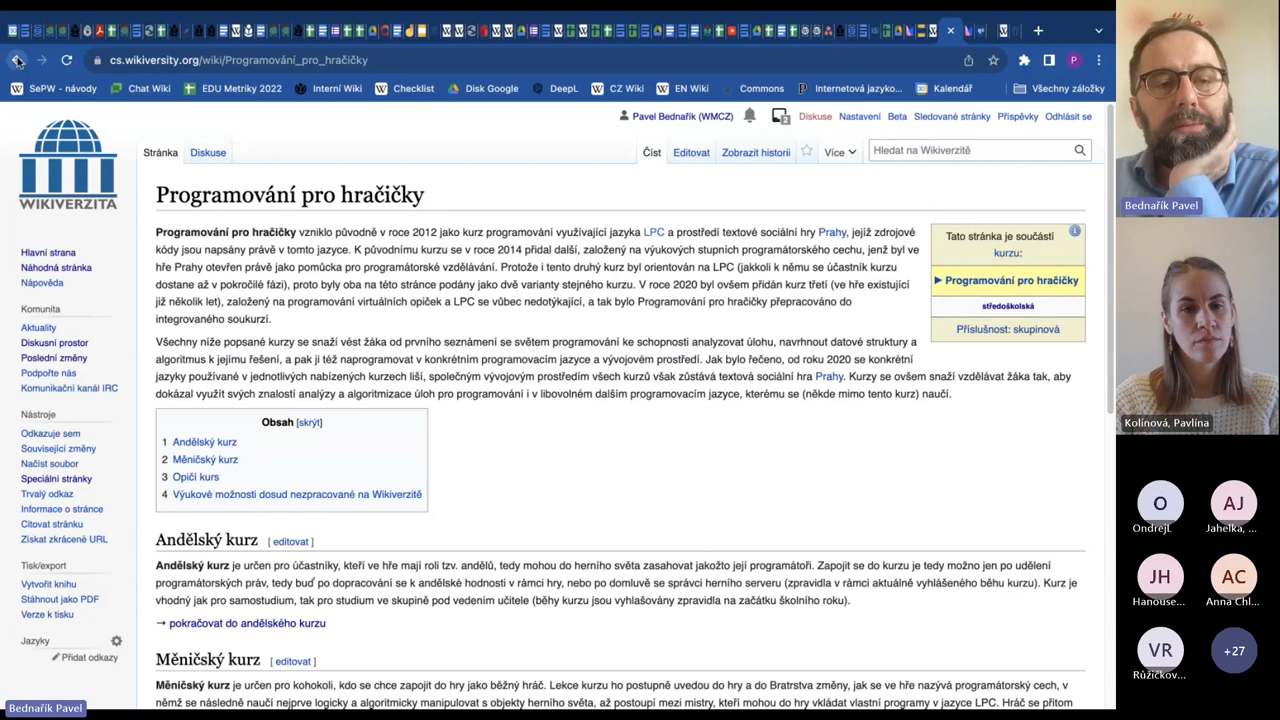 cs.wikiversity.org/wiki/Programování_pro_hračičky
P
SePW - návody
Chat Wiki
EDU Metriky 2022
Interní Wiki
Checklist
Disk Google
DeepL
CZ Wiki
EN Wiki
Commons
Internetová jazyko...
Kalendář
Všechny záložky
Pavel Bednařík (WMCZ)
2
Diskuse
Nastavení
Beta
Sledované stránky
Příspěvky
Odhlásit se
Stránka
Diskuse
Číst
Editovat
Zobrazit historii
Více
Hledat na Wikiverzitě
WIKIVERZITA
Hlavní strana
Náhodná stránka
Nápověda
Komunita
Aktuality
Diskusní prostor
Poslední změny
Podpořte nás
Komunikační kanál IRC
Nástroje
Odkazuje sem
Související změny
Načíst soubor
Speciální stránky
Trvalý odkaz
Informace o stránce
Citovat stránku
Získat zkrácené URL
Tisk/export
Vytvořit knihu
Stáhnout jako PDF
Verze k tisku
Jazyky
Přidat odkazy
Programování pro hračičky
Programování pro hračičky vzniklo původně v roce 2012 jako kurz programování využívající jazyka LPC a prostředí textové sociální hry Prahy, jejíž zdrojové
kódy jsou napsány právě v tomto jazyce. K původnímu kurzu se v roce 2014 přidal další, založený na výukových stupních programátorského cechu, jenž byl ve
hře Prahy otevřen právě jako pomůcka pro programátorské vzdělávání. Protože i tento druhý kurz byl orientován na LPC (jakkoli k němu se účastník kurzu
dostane až v pokročilé fázi), proto byly oba na této stránce podány jako dvě varianty stejného kurzu. V roce 2020 byl ovšem přidán kurz třetí (ve hře existující
již několik let), založený na programování virtuálních opiček a LPC se vůbec nedotýkající, a tak bylo Programování pro hračičky přepracováno do
integrovaného soukurzí.
Tato stránka je součástí
kurzu:
Programování pro hračičky
středoškolská
Příslušnost: skupinová
Všechny níže popsané kurzy se snaží vést žáka od prvního seznámení se světem programování ke schopnosti analyzovat úlohu, navrhnout datové struktury a
algoritmus k jejímu řešení, a pak ji též naprogramovat v konkrétním programovacím jazyce a vývojovém prostředí. Jak bylo řečeno, od roku 2020 se konkrétní
jazyky používané v jednotlivých nabízených kurzech liší, společným vývojovým prostředím všech kurzů však zůstává textová sociální hra Prahy. Kurzy se ovšem snaží vzdělávat žáka tak, aby
dokázal využít svých znalostí analýzy a algoritmizace úloh pro programování i v libovolném dalším programovacím jazyce, kterému se (někde mimo tento kurz) naučí.
Obsah [skrýt]
1 Andělský kurz
2 Měničský kurz
3 Opičí kurs
4 Výukové možnosti dosud nezpracované na Wikiverzitě
Andělský kurz [ editovat ]
Andělský kurz je určen pro účastníky, kteří ve hře mají roli tzv. andělů, tedy mohou do herního světa zasahovat jakožto její programátoři. Zapojit se do kurzu je tedy možno jen po udělení
programátorských práv, tedy buď po dopracování se k andělské hodnosti v rámci hry, nebo po domluvě se správci herního serveru (zpravidla v rámci aktuálně vyhlášeného běhu kurzu). Kurz je
vhodný jak pro samostudium, tak pro studium ve skupině pod vedením učitele (běhy kurzu jsou vyhlašovány zpravidla na začátku školního roku).
→ pokračovat do andělského kurzu
Měničský kurz [ editovat ]
Měničský kurz je určen pro kohokoli, kdo se chce zapojit do hry jako běžný hráč. Lekce kurzu ho postupně uvedou do hry a do Bratrstva změny, jak se ve hře nazývá programátorský cech, v
němž se následně naučí nejprve logicky a algoritmicky manipulovat s objekty herního světa, až postoupí mezi mistry, kteří mohou do hry vkládat vlastní programy v jazyce LPC. Hráč se přitom
Bednařík Pavel
Bednařík Pavel
Kolínová, Pavlína
O
OndrejL
AJ
Jahelka, ...
JH
Hanouse...
AC
Anna Chl...
VR
Růžičkov...
+27